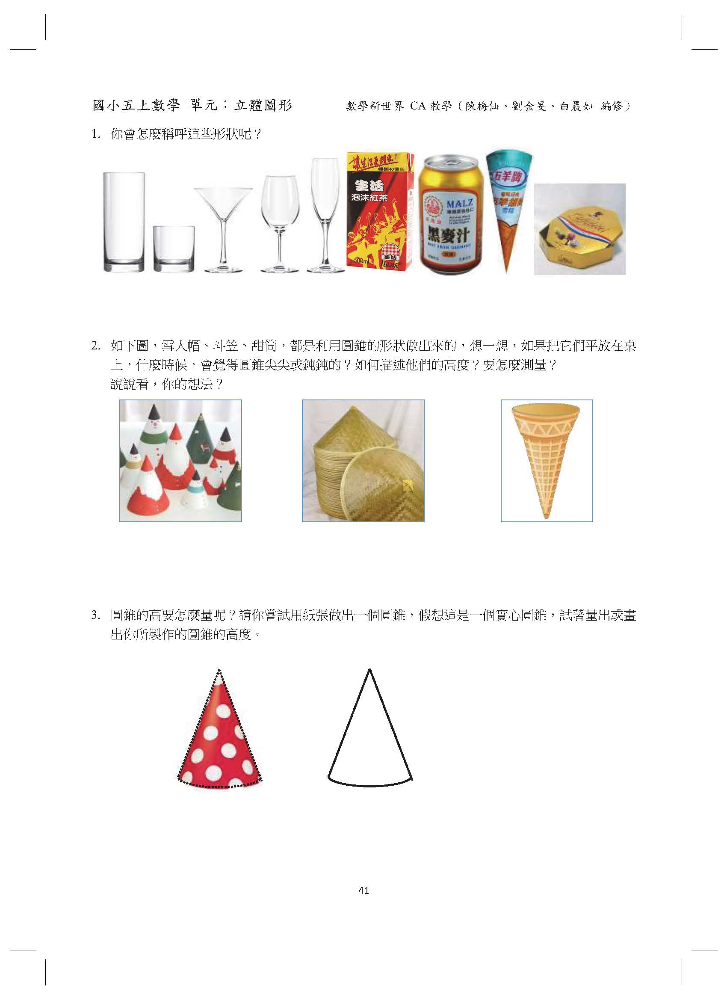 國小五上數學 單元：立體圖形 數學新世界 CA 教學（陳梅仙、劉金旻、白晨如 編修）
1. 你會怎麼稱呼這些形狀呢？
讓生活更精采！
暢銷40億包
生活
泡沫紅茶
500ml
生活
MALZ
黑麥汁
五羊牌
雪糕
2. 如下圖，雪人帽、斗笠、甜筒，都是利用圓錐的形狀做出來的，想一想，如果把它們平放在桌
上，什麼時候，會覺得圓錐尖尖或鈍鈍的？如何描述他們的高度？要怎麼測量？
說說看，你的想法？
3. 圓錐的高要怎麼量呢？請你嘗試用紙張做出一個圓錐，假想這是一個實心圓錐，試著量出或畫
出你所製作的圓錐的高度。
41